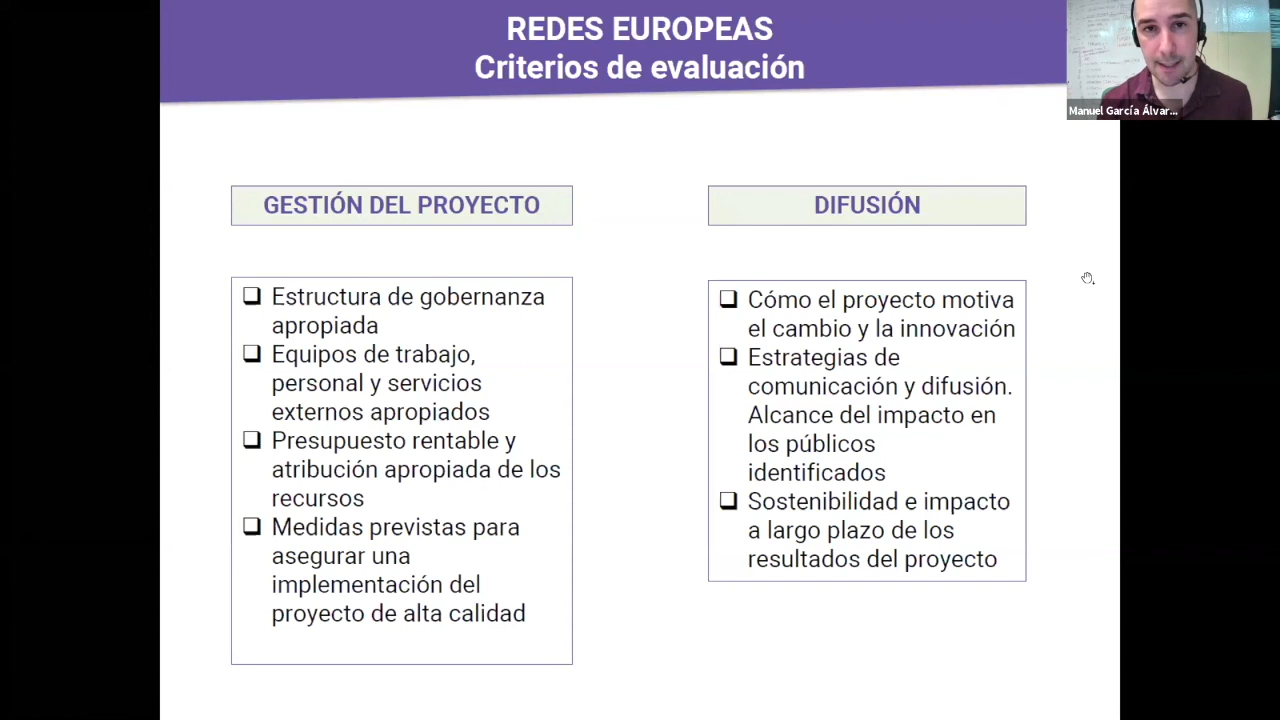 REDES EUROPEAS
Criterios de evaluación
Manuel García Álvar...
GESTIÓN DEL PROYECTO
Estructura de gobernanza
apropiada
Equipos de trabajo,
personal y servicios
externos apropiados
Presupuesto rentable y
atribución apropiada de los
recursos
Medidas previstas para
asegurar una
implementación del
proyecto de alta calidad
DIFUSIÓN
Cómo el proyecto motiva
el cambio y la innovación
Estrategias de
comunicación y difusión.
Alcance del impacto en
los públicos
identificados
Sostenibilidad e impacto
a largo plazo de los
resultados del proyecto